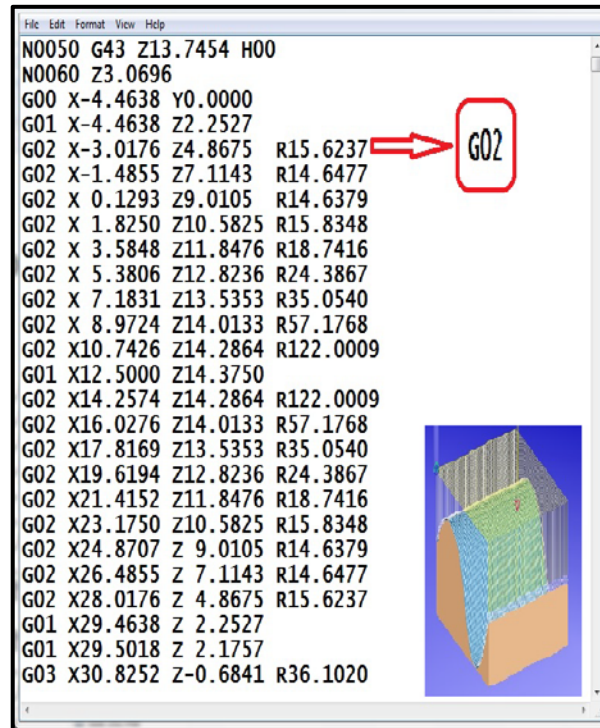 File Edit Format View Help
N0050 G43 Z13.7454 H00
N0060 Z3.0696
G00 X-4.4638 Y0.0000
G01 X-4.4638 Z2.2527
G02 X-3.0176 Z4.8675 R15.6237 G02
G02 X-1.4855 Z7.1143 R14.6477
G02 X 0.1293 Z9.0105 R14.6379
G02 X 1.8250 Z10.5825 R15.8348
G02 X 3.5848 Z11.8476 R18.7416
G02 X 5.3806 Z12.8236 R24.3867
G02 X 7.1831 Z13.5353 R35.0540
G02 X 8.9724 Z14.0133 R57.1768
G02 X10.7426 Z14.2864 R122.0009
G01 X12.5000 Z14.3750
G02 X14.2574 Z14.2864 R122.0009
G02 X16.0276 Z14.0133 R57.1768
G02 X17.8169 Z13.5353 R35.0540
G02 X19.6194 Z12.8236 R24.3867
G02 X21.4152 Z11.8476 R18.7416
G02 X23.1750 Z10.5825 R15.8348
G02 X24.8707 Z 9.0105 R14.6379
G02 X26.4855 Z 7.1143 R14.6477
G02 X28.0176 Z 4.8675 R15.6237
G01 X29.4638 Z 2.2527
G01 X29.5018 Z 2.1757
G03 X30.8252 Z-0.6841 R36.1020